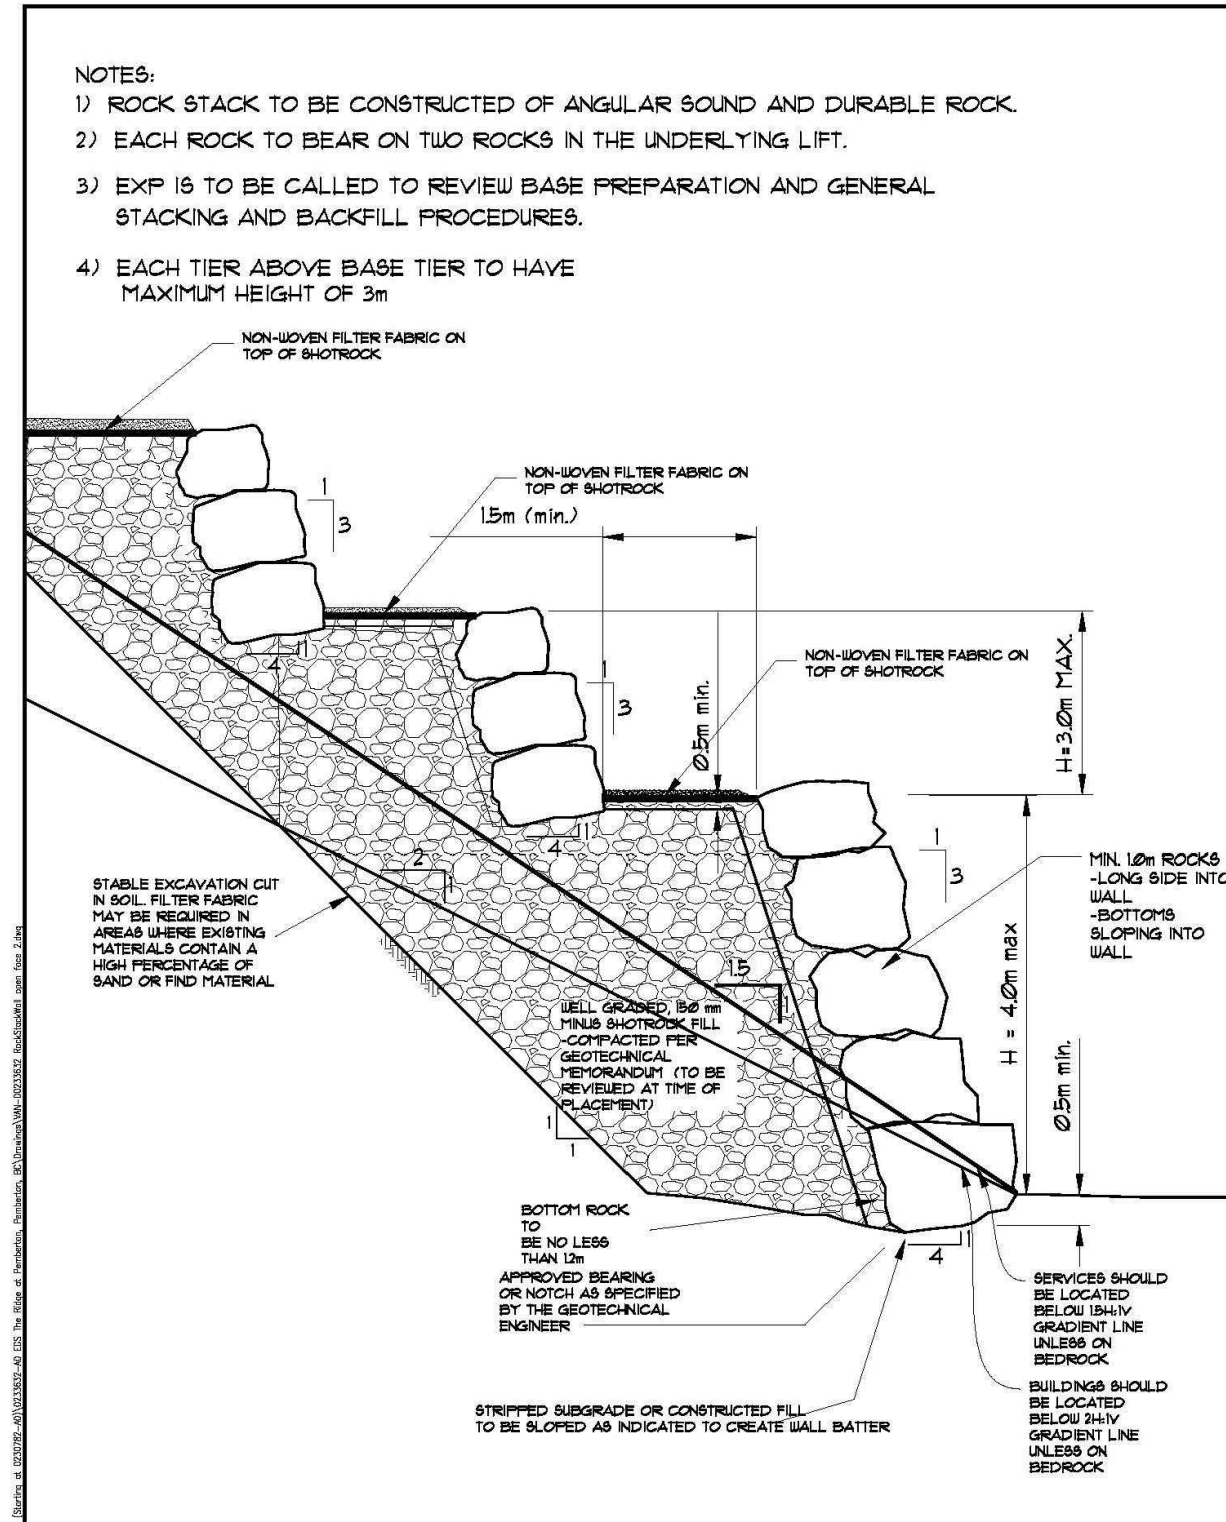 NOTES:
1) ROCK STACK TO BE CONSTRUCTED OF ANGULAR SOUND AND DURABLE ROCK.
2) EACH ROCK TO BEAR ON TWO ROCKS IN THE UNDERLYING LIFT.
3) EXP IS TO BE CALLED TO REVIEW BASE PREPARATION AND GENERAL
STACKING AND BACKFILL PROCEDURES.
4) EACH TIER ABOVE BASE TIER TO HAVE
MAXIMUM HEIGHT OF 3m
NON-WOVEN FILTER FABRIC ON
TOP OF SHOTROCK
NON-WOVEN FILTER FABRIC ON
TOP OF SHOTROCK
1
3
1.5m (min.)
NON-WOVEN FILTER FABRIC ON
TOP OF SHOTROCK
4
1
1
3
0.5m min.
H=3.0m MAX.
4
1
2
1
1
3
MIN. 1.0m ROCKS
-LONG SIDE INTO
WALL
-BOTTOMS
SLOPING INTO
WALL
STABLE EXCAVATION CUT
IN SOIL. FILTER FABRIC
MAY BE REQUIRED IN
AREAS WHERE EXISTING
MATERIALS CONTAIN A
HIGH PERCENTAGE OF
SAND OR FIND MATERIAL
1.5
1
H = 4.0m max
WELL GRADED, 150 mm
MINUS SHOTROCK FILL
-COMPACTED PER
GEOTECHNICAL
MEMORANDUM (TO BE
REVIEWED AT TIME OF
PLACEMENT)
0.5m min.
1
1
BOTTOM ROCK
TO
BE NO LESS
THAN 1.2m
4
1
APPROVED BEARING
OR NOTCH AS SPECIFIED
BY THE GEOTECHNICAL
ENGINEER
SERVICES SHOULD
BE LOCATED
BELOW 1.5H:1V
GRADIENT LINE
UNLESS ON
BEDROCK
BUILDINGS SHOULD
BE LOCATED
BELOW 2H:1V
GRADIENT LINE
UNLESS ON
BEDROCK
STRIPPED SUBGRADE OR CONSTRUCTED FILL
TO BE SLOPED AS INDICATED TO CREATE WALL BATTER